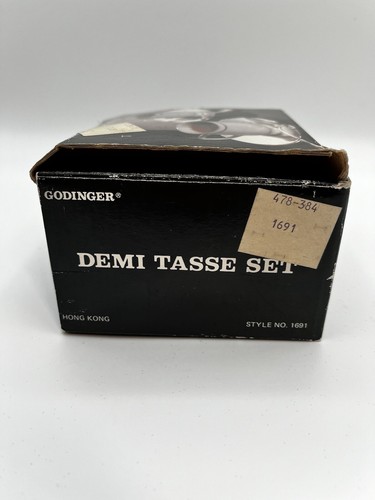 GODINGER®
478-384
1691
DEMI TASSE SET
HONG KONG
STYLE NO. 1691